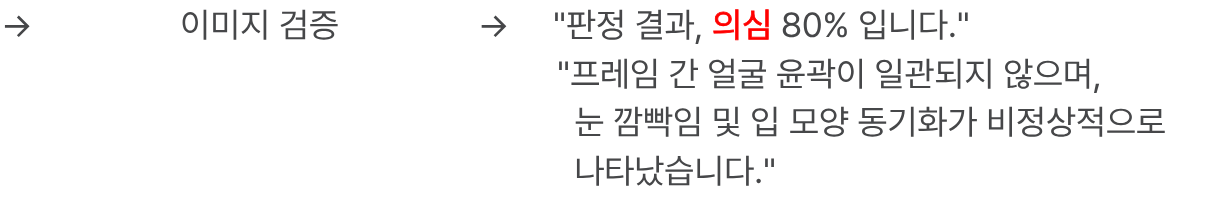 → 이미지 검증 → "판정 결과, 의심 80% 입니다."
"프레임 간 얼굴 윤곽이 일관되지 않으며,
눈 깜빡임 및 입 모양 동기화가 비정상적으로
나타났습니다."